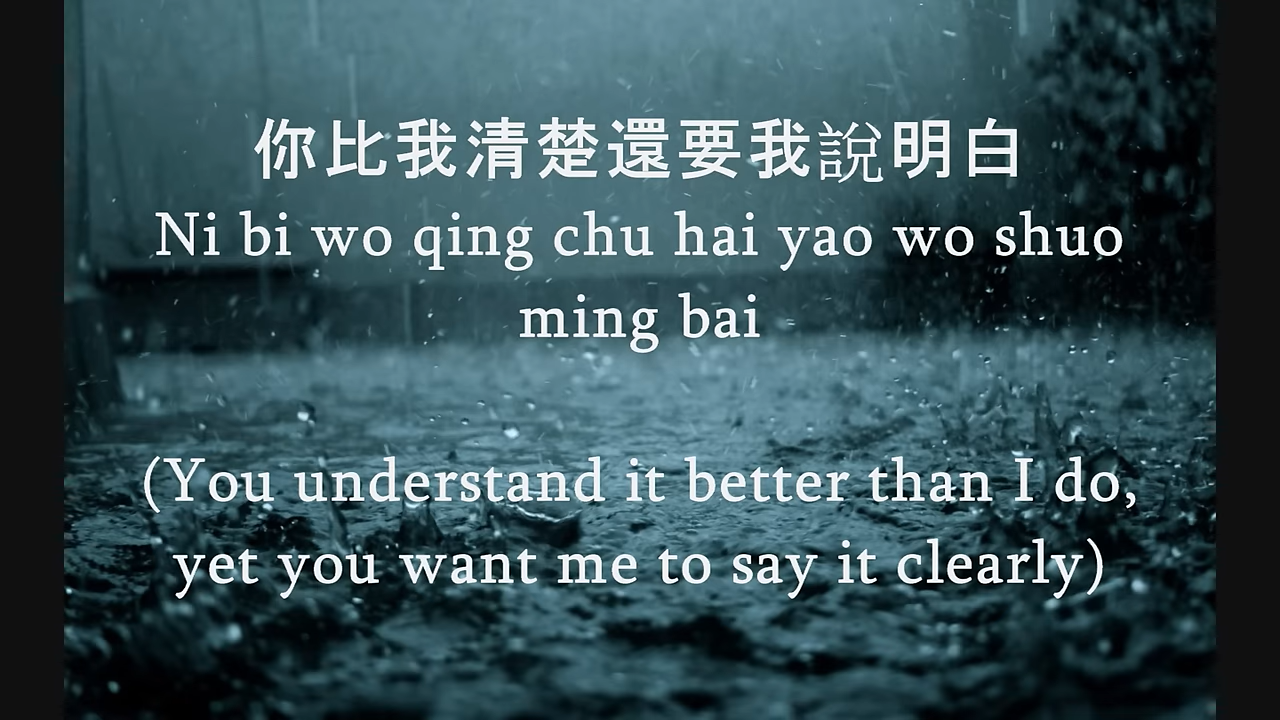 你比我清楚還要我說明白
Ni bi wo qing chu hai yao wo shuo
ming bai
(You understand it better than I do,
yet you want me to say it clearly)